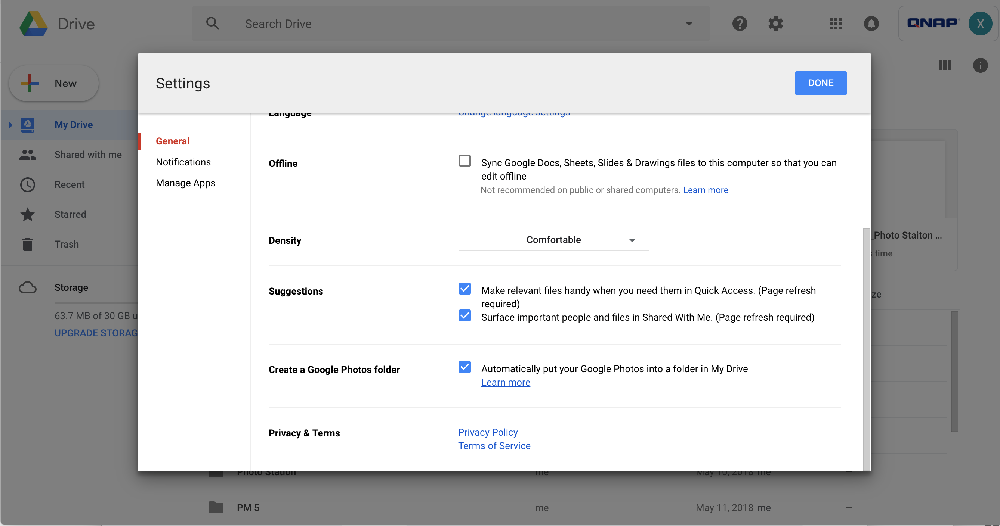 Drive
Search Drive
QNAP
X
New
My Drive
Shared with me
Recent
Starred
Trash
Storage
63.7 MB of 30 GB u
UPGRADE STORAG
Settings
DONE
General
Notifications
Manage Apps
Language
Change language settings
Offline
Sync Google Docs, Sheets, Slides & Drawings files to this computer so that you can
edit offline
Not recommended on public or shared computers. Learn more
Density
Comfortable
Suggestions
Make relevant files handy when you need them in Quick Access. (Page refresh
required)
Surface important people and files in Shared With Me. (Page refresh required)
Create a Google Photos folder
Automatically put your Google Photos into a folder in My Drive
Learn more
Privacy & Terms
Privacy Policy
Terms of Service
_Photo Staiton ...
s time
ze
Photo Station me May 10, 2018 me —
PM 5 me May 11, 2018 me —